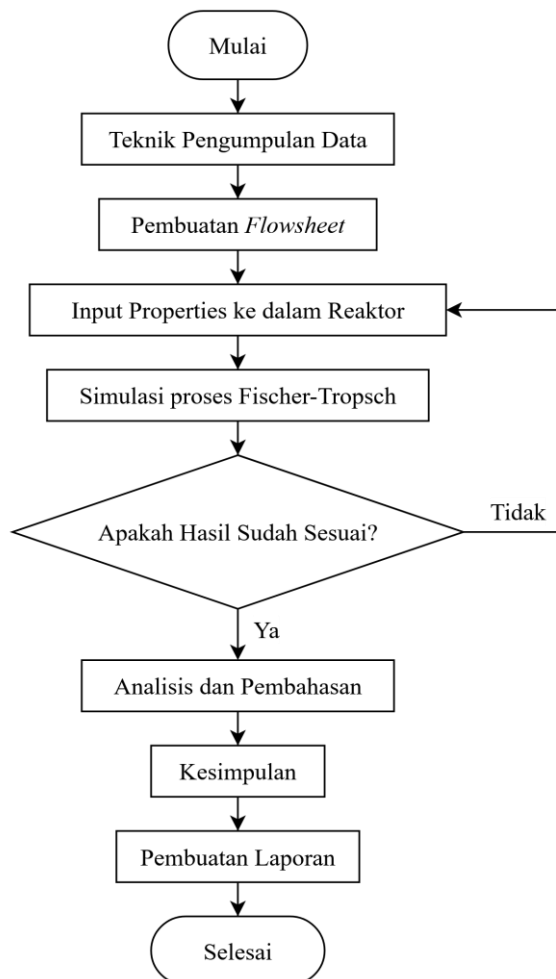 Mulai
Teknik Pengumpulan Data
Pembuatan Flowsheet
Input Properties ke dalam Reaktor
Simulasi proses Fischer-Tropsch
Apakah Hasil Sudah Sesuai?
Tidak
Ya
Analisis dan Pembahasan
Kesimpulan
Pembuatan Laporan
Selesai